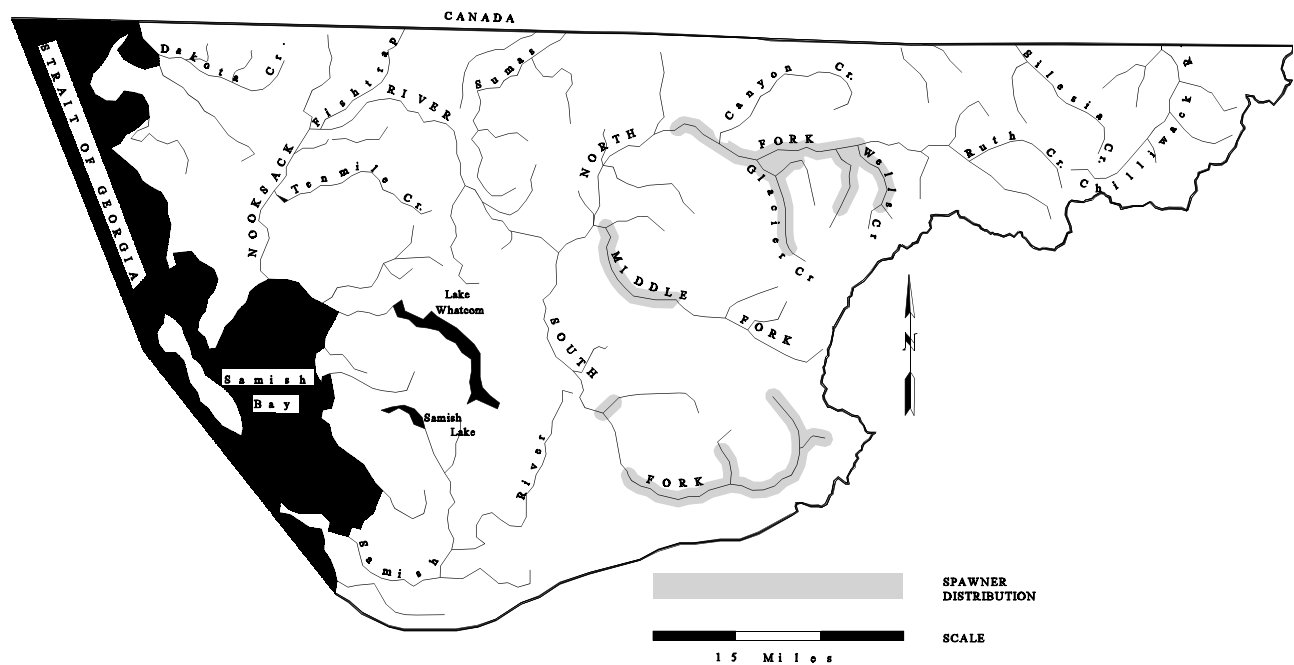 CANADA
STRAIT OF GEORGIA
Dakota Cr.
Fishtrap
NOOKSACK
RIVER
Sumas
Tenmile Cr.
NORTH
FORK
Canyon Cr.
Glacier Cr
Wells Cr
Ruth Cr.
Silesia Cr.
Chilliwack R
MIDDLE
FORK
Lake
Whatcom
SOUTH
FORK
Samish
Bay
Samish
Lake
River
Samish
N
SPAWNER
DISTRIBUTION
SCALE
15 Miles